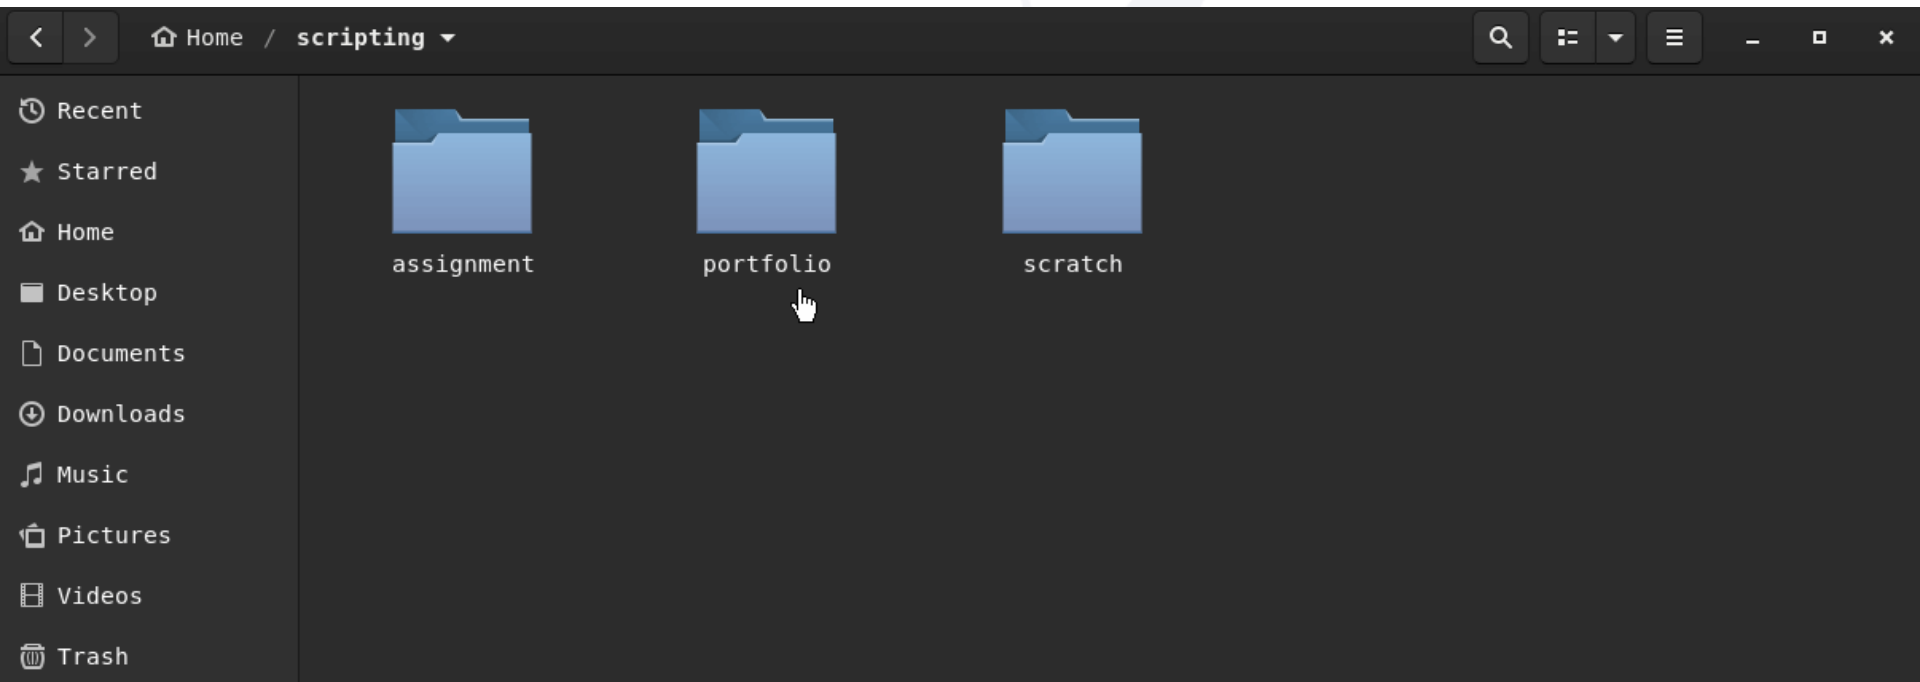 Home / scripting
Recent
Starred
Home
Desktop
Documents
Downloads
Music
Pictures
Videos
Trash
assignment portfolio scratch